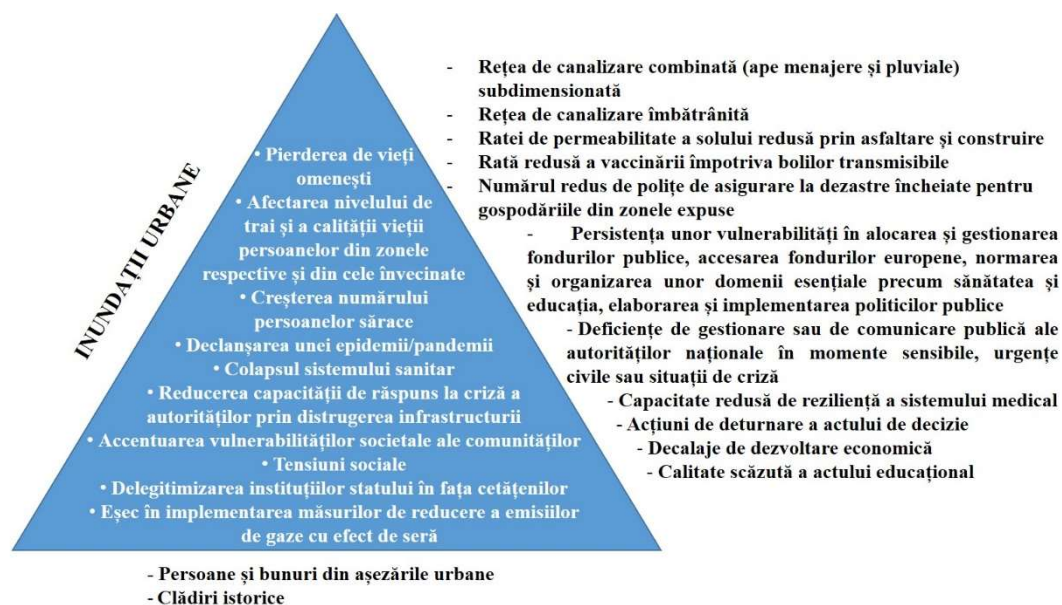 INUNDAȚII URBANE
• Pierderea de vieți
omenești
• Afectarea nivelului de
trai și a calității vieții
persoanelor din zonele
respective și din cele învecinate
• Creșterea numărului
persoanelor sărace
• Declanșarea unei epidemii/pandemii
• Colapsul sistemului sanitar
• Reducerea capacității de răspuns la criză a
autorităților prin distrugerea infrastructurii
• Accentuarea vulnerabilităților societale ale comunităților
• Tensiuni sociale
• Delegitimizarea instituțiilor statului în fața cetățenilor
• Eșec în implementarea măsurilor de reducere a emisiilor
de gaze cu efect de seră
- Rețea de canalizare combinată (ape menajere și pluviale)
subdimensionată
- Rețea de canalizare îmbătrânită
- Ratei de permeabilitate a solului redusă prin asfaltare și construire
- Rată redusă a vaccinării împotriva bolilor transmisibile
- Numărul redus de polițe de asigurare la dezastre încheiate pentru
gospodăriile din zonele expuse
- Persistența unor vulnerabilități în alocarea și gestionarea
fondurilor publice, accesarea fondurilor europene, normarea
și organizarea unor domenii esențiale precum sănătatea și
educația, elaborarea și implementarea politicilor publice
- Deficiențe de gestionare sau de comunicare publică ale
autorităților naționale în momente sensibile, urgențe
civile sau situații de criză
- Capacitate redusă de reziliență a sistemului medical
- Acțiuni de deturnare a actului de decizie
- Decalaje de dezvoltare economică
- Calitate scăzută a actului educațional
- Persoane și bunuri din așezările urbane
- Clădiri istorice